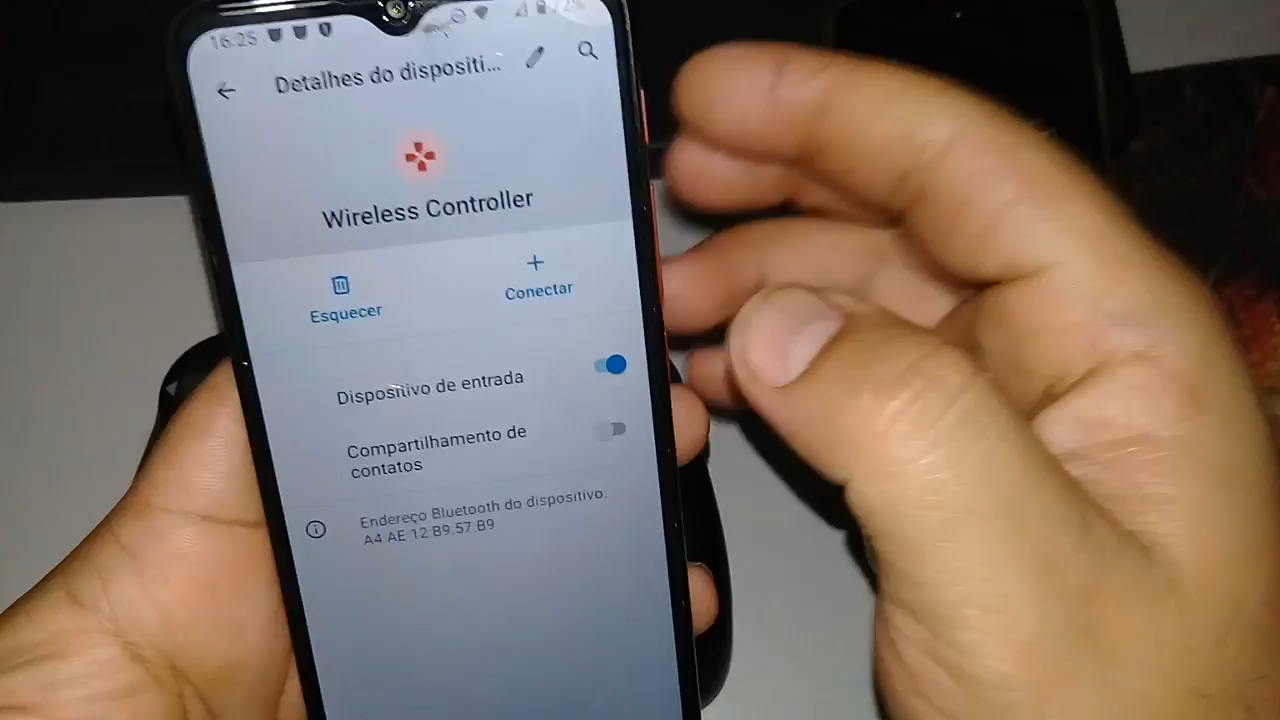 16:25
Detalhes do dispositi...
Wireless Controller
Esquecer
Conectar
Dispositivo de entrada
Compartilhamento de
contatos
Endereço Bluetooth do dispositivo:
A4:AE:12:B9:57:B9